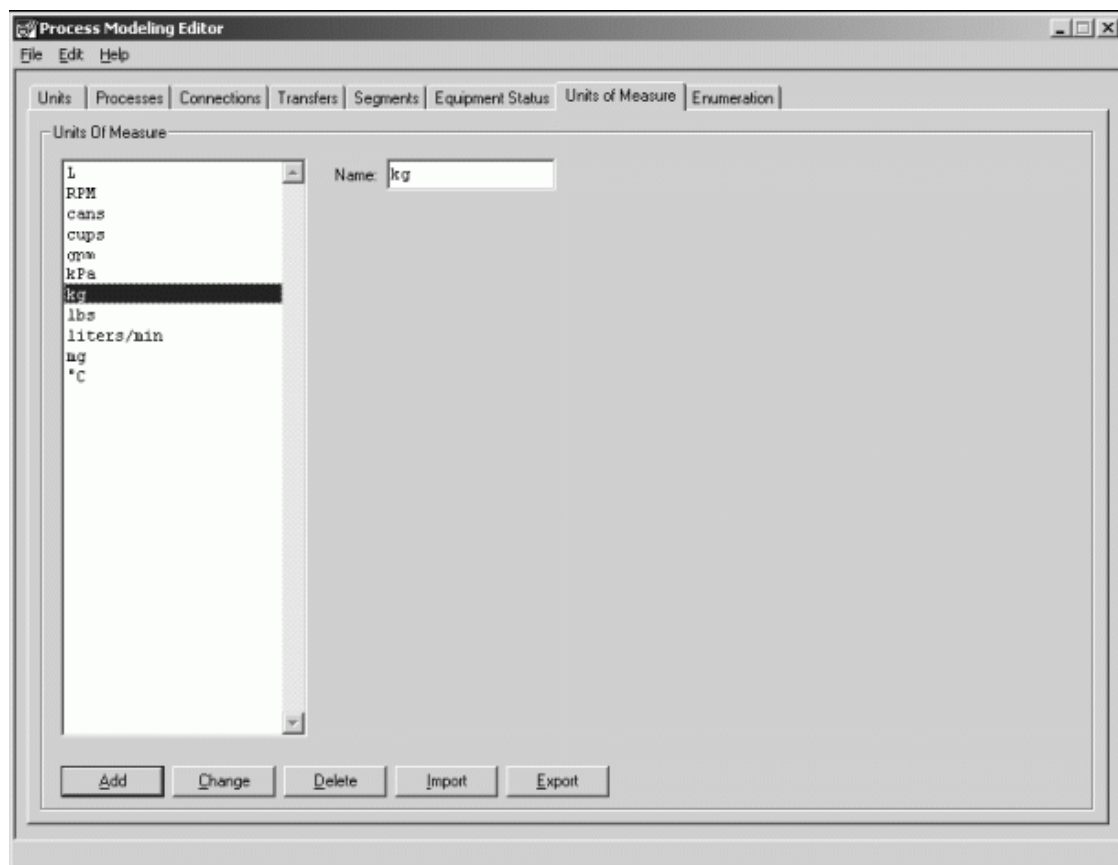 Process Modeling Editor
File Edit Help
Units Processes Connections Transfers Segments Equipment Status Units of Measure Enumeration
Units Of Measure
Name: kg
L
RPM
cans
cups
gpm
kPa
kg
lbs
liters/min
mg
°C
Add Change Delete Import Export